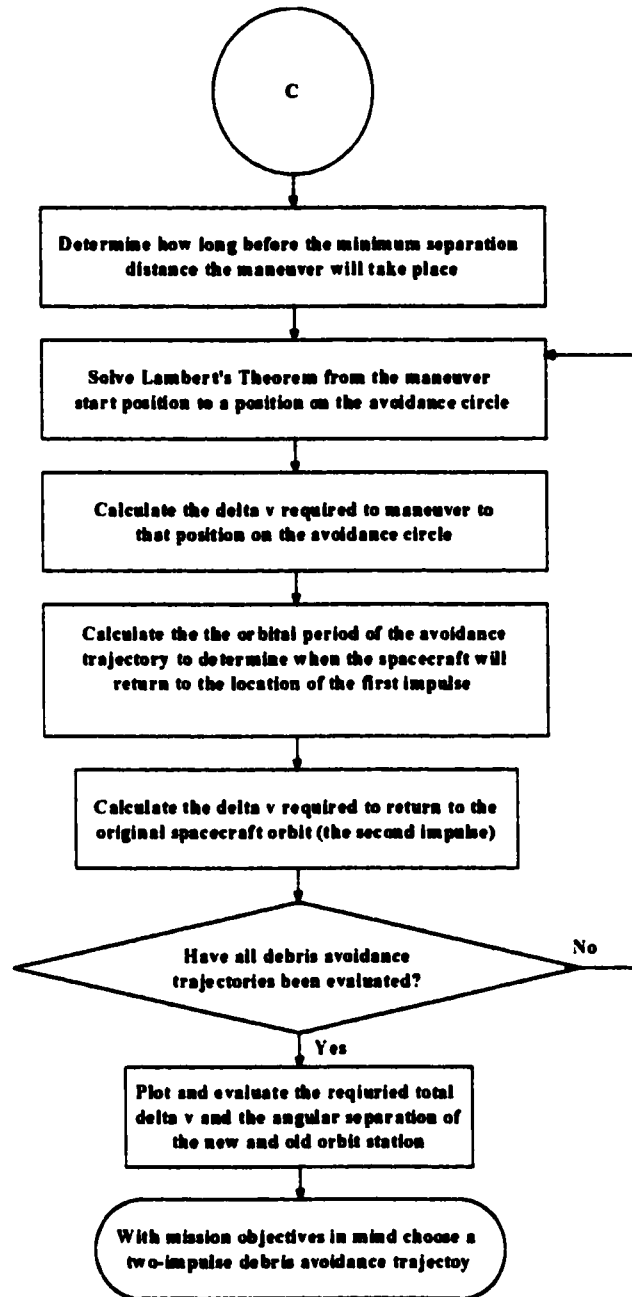 C
Determine how long before the minimum separation
distance the maneuver will take place
Solve Lambert's Theorem from the maneuver
start position to a position on the avoidance circle
Calculate the delta v required to maneuver to
that position on the avoidance circle
Calculate the the orbital period of the avoidance
trajectory to determine when the spacecraft will
return to the location of the first impulse
Calculate the delta v required to return to the
original spacecraft orbit (the second impulse)
Have all debris avoidance
trajectories been evaluated?
No
Yes
Plot and evaluate the reqiuried total
delta v and the angular separation of
the new and old orbit station
With mission objectives in mind choose a
two-impulse debris avoidance trajectoy